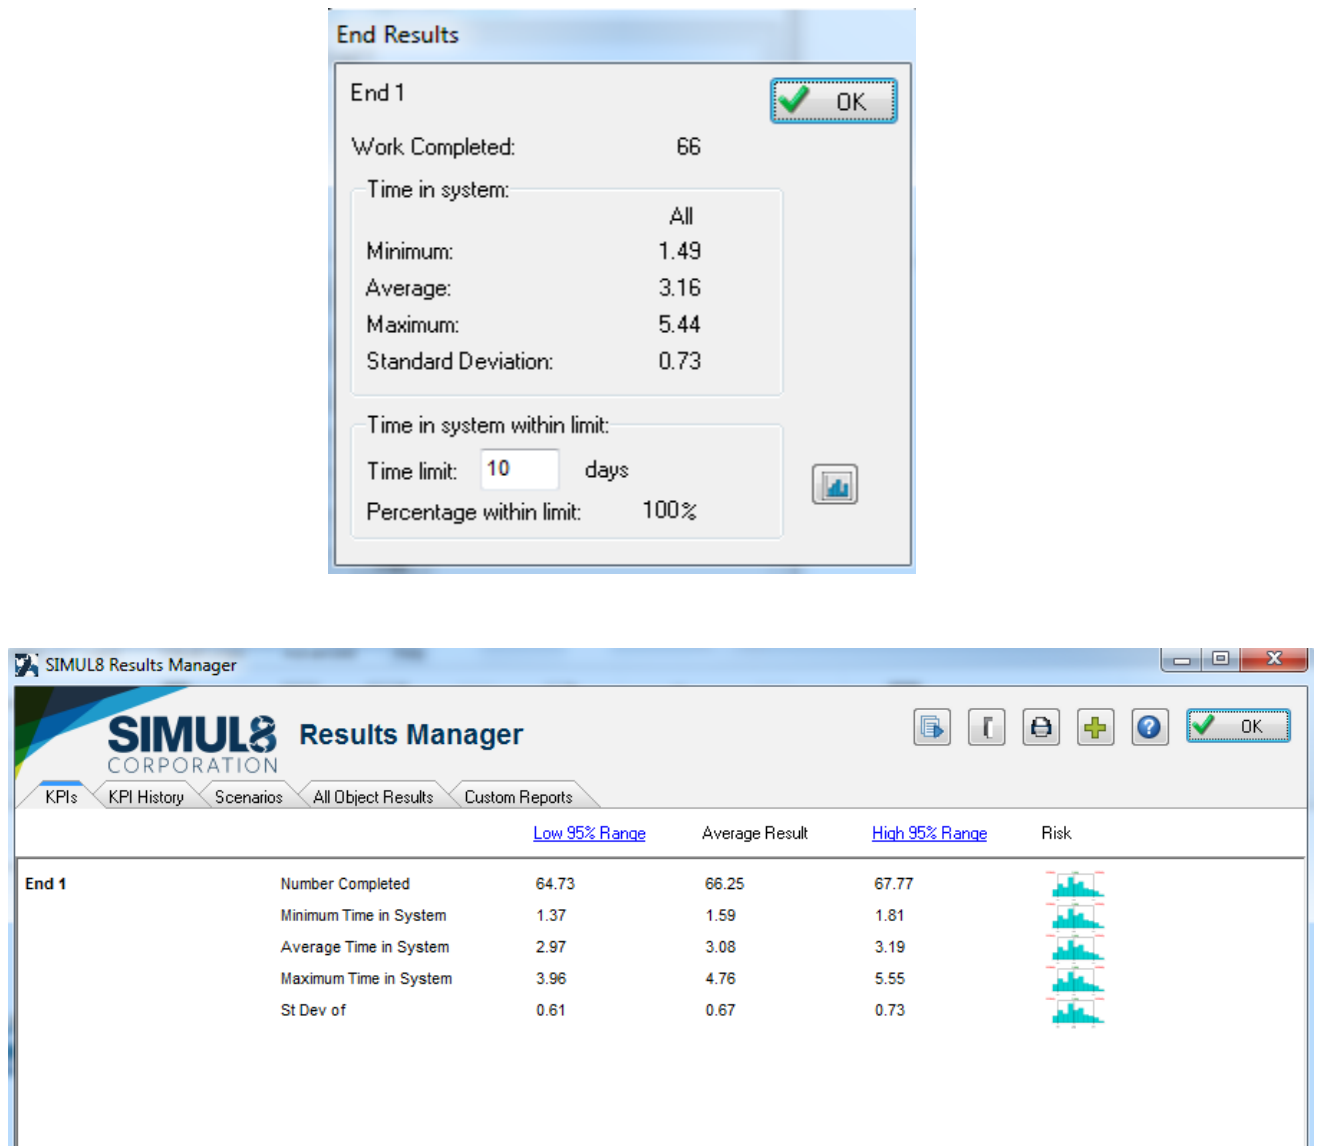 End Results
End 1
OK
Work Completed: 66
Time in system:
All
Minimum: 1.49
Average: 3.16
Maximum: 5.44
Standard Deviation: 0.73
Time in system within limit:
Time limit: 10 days
Percentage within limit: 100%
SIMUL8 Results Manager
SIMUL8 Results Manager
CORPORATION
OK
KPIs KPI History Scenarios All Object Results Custom Reports
Low 95% Range Average Result High 95% Range Risk
End 1 Number Completed 64.73 66.25 67.77
Minimum Time in System 1.37 1.59 1.81
Average Time in System 2.97 3.08 3.19
Maximum Time in System 3.96 4.76 5.55
St Dev of 0.61 0.67 0.73